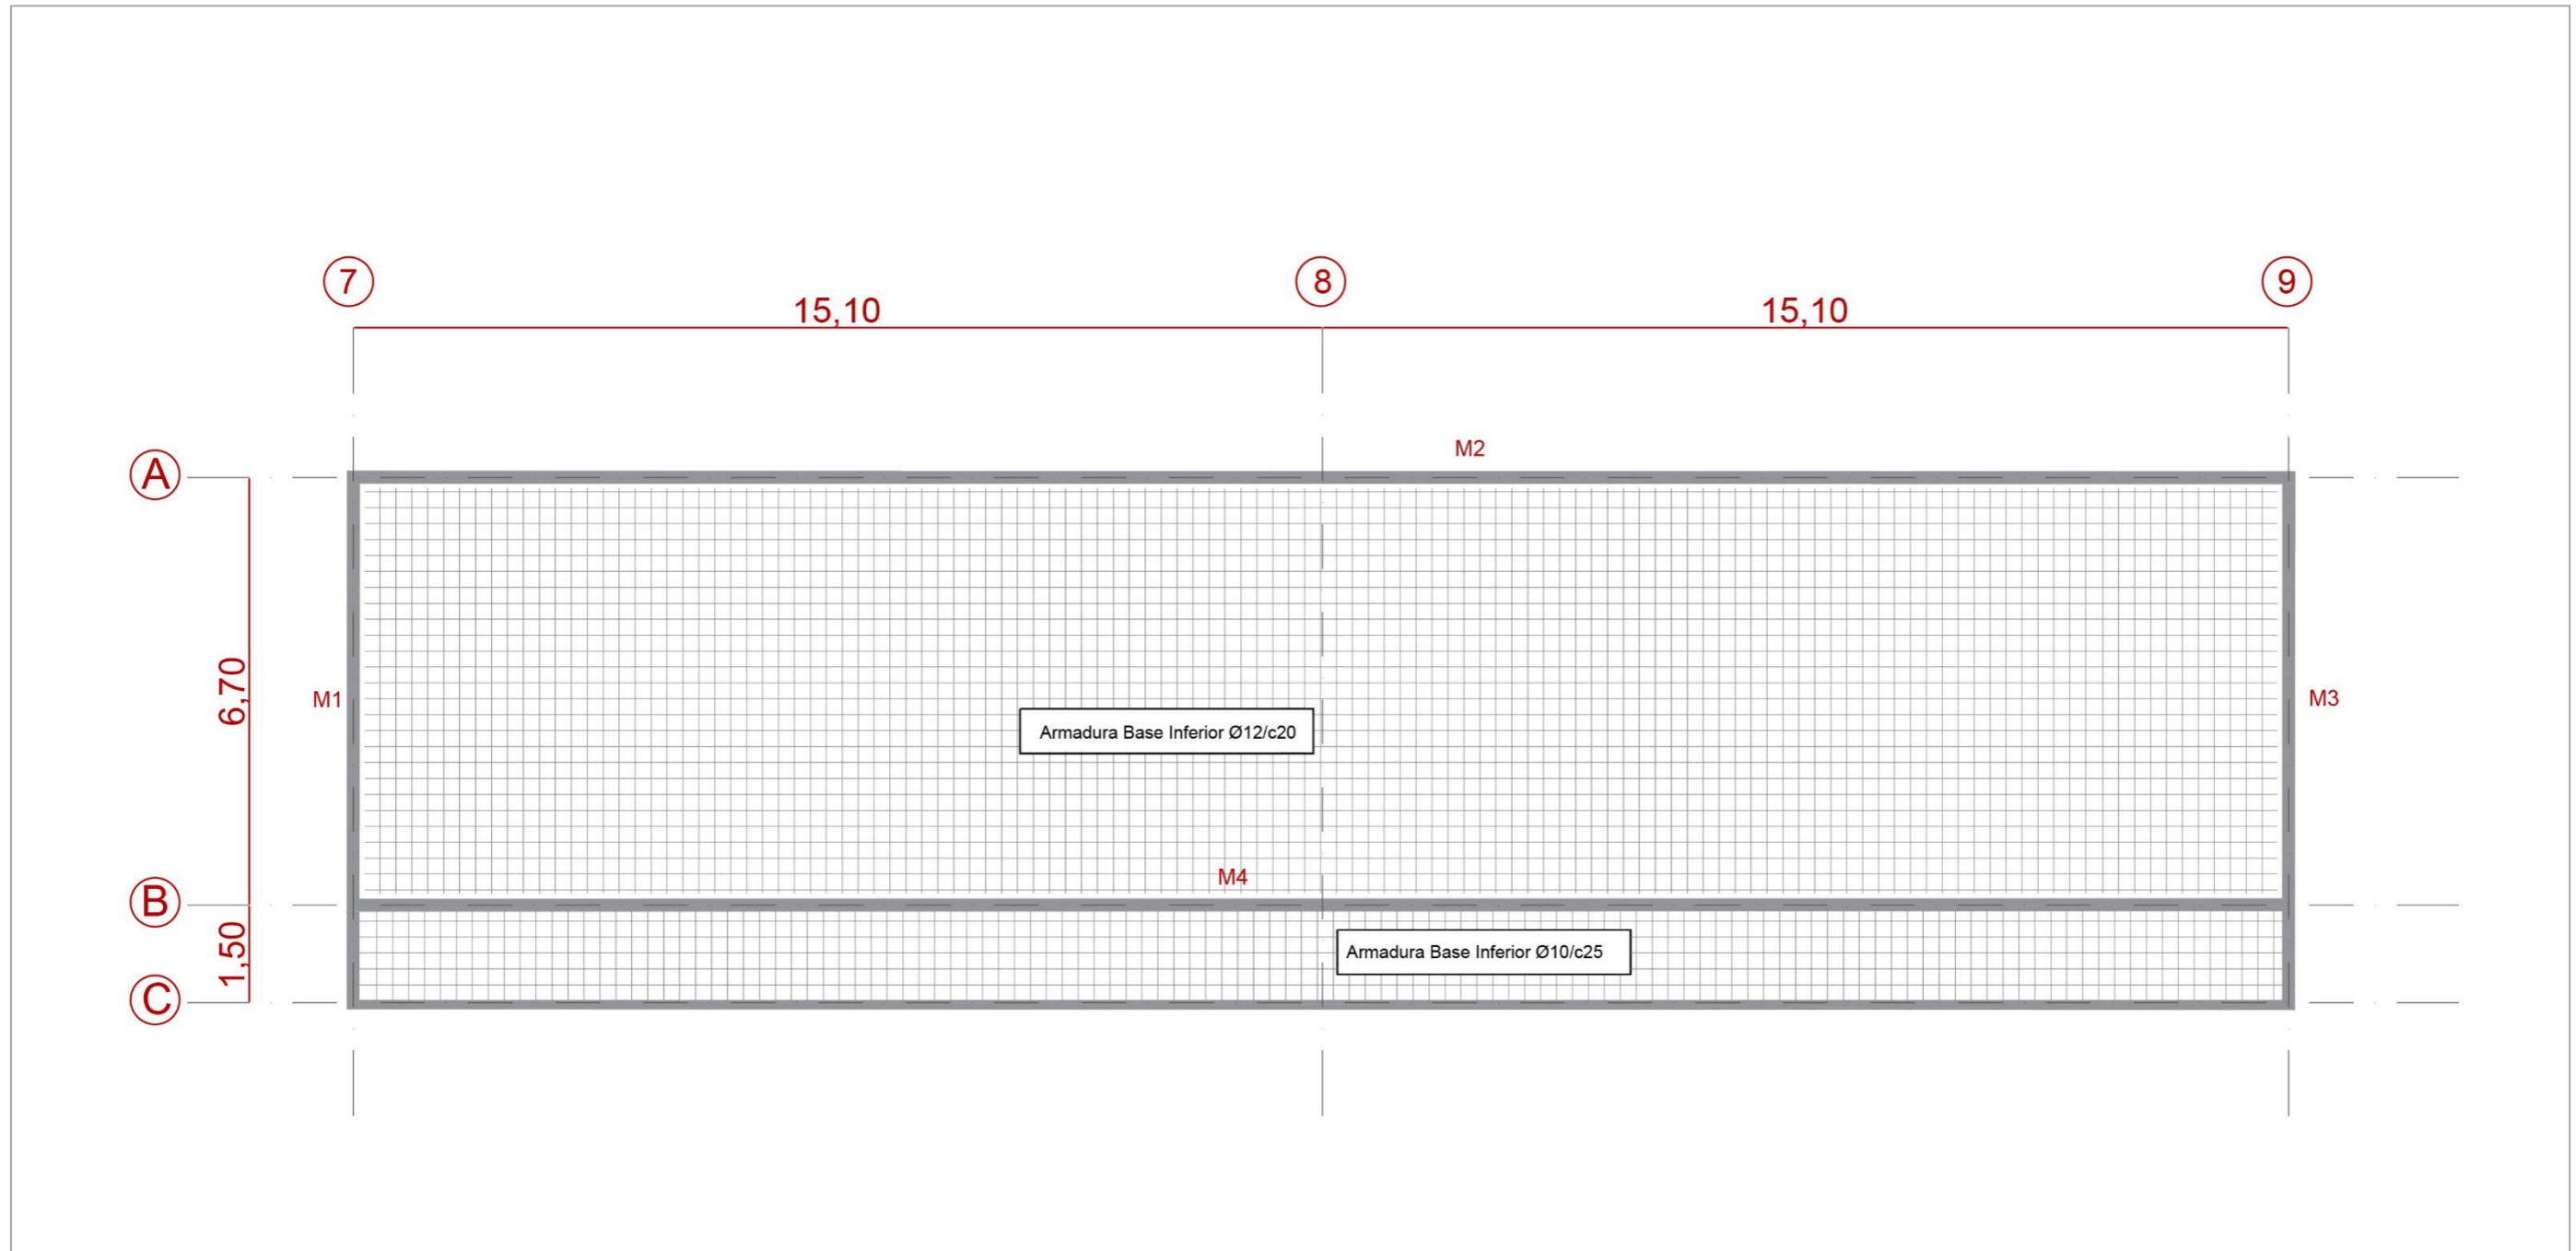 7
8
9
15,10
15,10
M2
A
6,70
M1
M3
Armadura Base Inferior Ø12/c20
M4
B
1,50
Armadura Base Inferior Ø10/c25
C